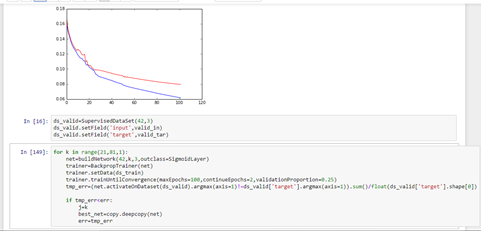 0.18
0.16
0.14
0.12
0.10
0.08
0.06
0 20 40 60 80 100 120
In [16]: ds_valid=SupervisedDataSet(42,3)
ds_valid.setField('input',valid_in)
ds_valid.setField('target',valid_tar)
In [149]: for k in range(21,81,1):
net=buildNetwork(42,k,3,outclass=SigmoidLayer)
trainer=BackpropTrainer(net)
trainer.setData(ds_train)
trainer.trainUntilConvergence(maxEpochs=100,continueEpochs=2,validationProportion=0.25)
tmp_err=(net.activateOnDataset(ds_valid).argmax(axis=1)!=ds_valid['target'].argmax(axis=1)).sum()/float(ds_valid['target'].shape[0])
if tmp_err<err:
j=k
best_net=copy.deepcopy(net)
err=tmp_err